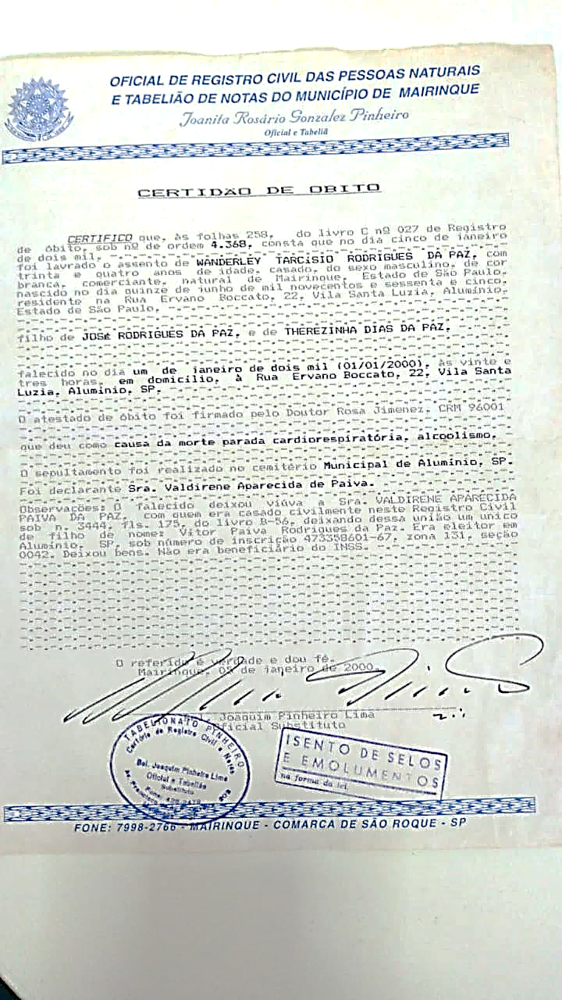 OFICIAL DE REGISTRO CIVIL DAS PESSOAS NATURAIS
E TABELIÃO DE NOTAS DO MUNICÍPIO DE MAIRINQUE
Joanita Rosário Gonzalez Pinheiro
Oficial e Tabeliã
CERTIDÃO DE OBITO
CERTIFICO que, às folhas 258, do livro C nº 027 de Registro
de óbito, sob nº de ordem 4.368, consta que no dia cinco de janeiro
de dois mil,
foi lavrado o assento de WANDERLEY TARCÍSIO RODRIGUES DA PAZ, com
trinta e quatro anos de idade, casado, do sexo masculino, de cor
branca, comerciante, natural de Mairinque, Estado de São Paulo,
nascido no dia quinze de junho de mil novecentos e sessenta e cinco,
residente na Rua Ervano Boccato, 22, Vila Santa Luzia, Alumínio,
Estado de São Paulo,
filho de JOSÉ RODRIGUES DA PAZ, e de THEREZINHA DIAS DA PAZ,
falecido no dia um de janeiro de dois mil (01/01/2000), às vinte e
três horas, em domicílio, à Rua Ervano Boccato, 22, Vila Santa
Luzia, Alumínio, SP.
O atestado de óbito foi firmado pelo Doutor Rosa Jimenez, CRM 96001
que deu como causa da morte parada cardiorespiratória, alcoolismo.
O sepultamento foi realizado no cemitério Municipal de Alumínio, SP.
Foi declarante Sra. Valdirene Aparecida de Paiva.
Observações: O falecido deixou viúva a Sra. VALDIRENE APARECIDA
PAIVA DA PAZ, com quem era casado civilmente neste Registro Civil
sob n. 3444, fls. 175, do livro B-56, deixando dessa união um unico
de filho de nome: Vitor Paiva Rodrigues da Paz. Era eleitor em
Alumínio, SP, sob número de inscrição 473358601-67, zona 131, seção
0042. Deixou bens. Não era beneficiário do INSS.
O referido é verdade e dou fé.
Mairinque, 05 de janeiro de 2000.
Joaquim Pinheiro Lima
Oficial Substituto
TABELIONATO PINHEIRO
Cartório de Registro Civil e Notas
Bel. Joaquim Pinheiro Lima
Oficial e Tabelião
Substituto
ISENTO DE SELOS
E EMOLUMENTOS
na forma da lei
FONE: 7998-2766 - MAIRINQUE - COMARCA DE SÃO ROQUE - SP